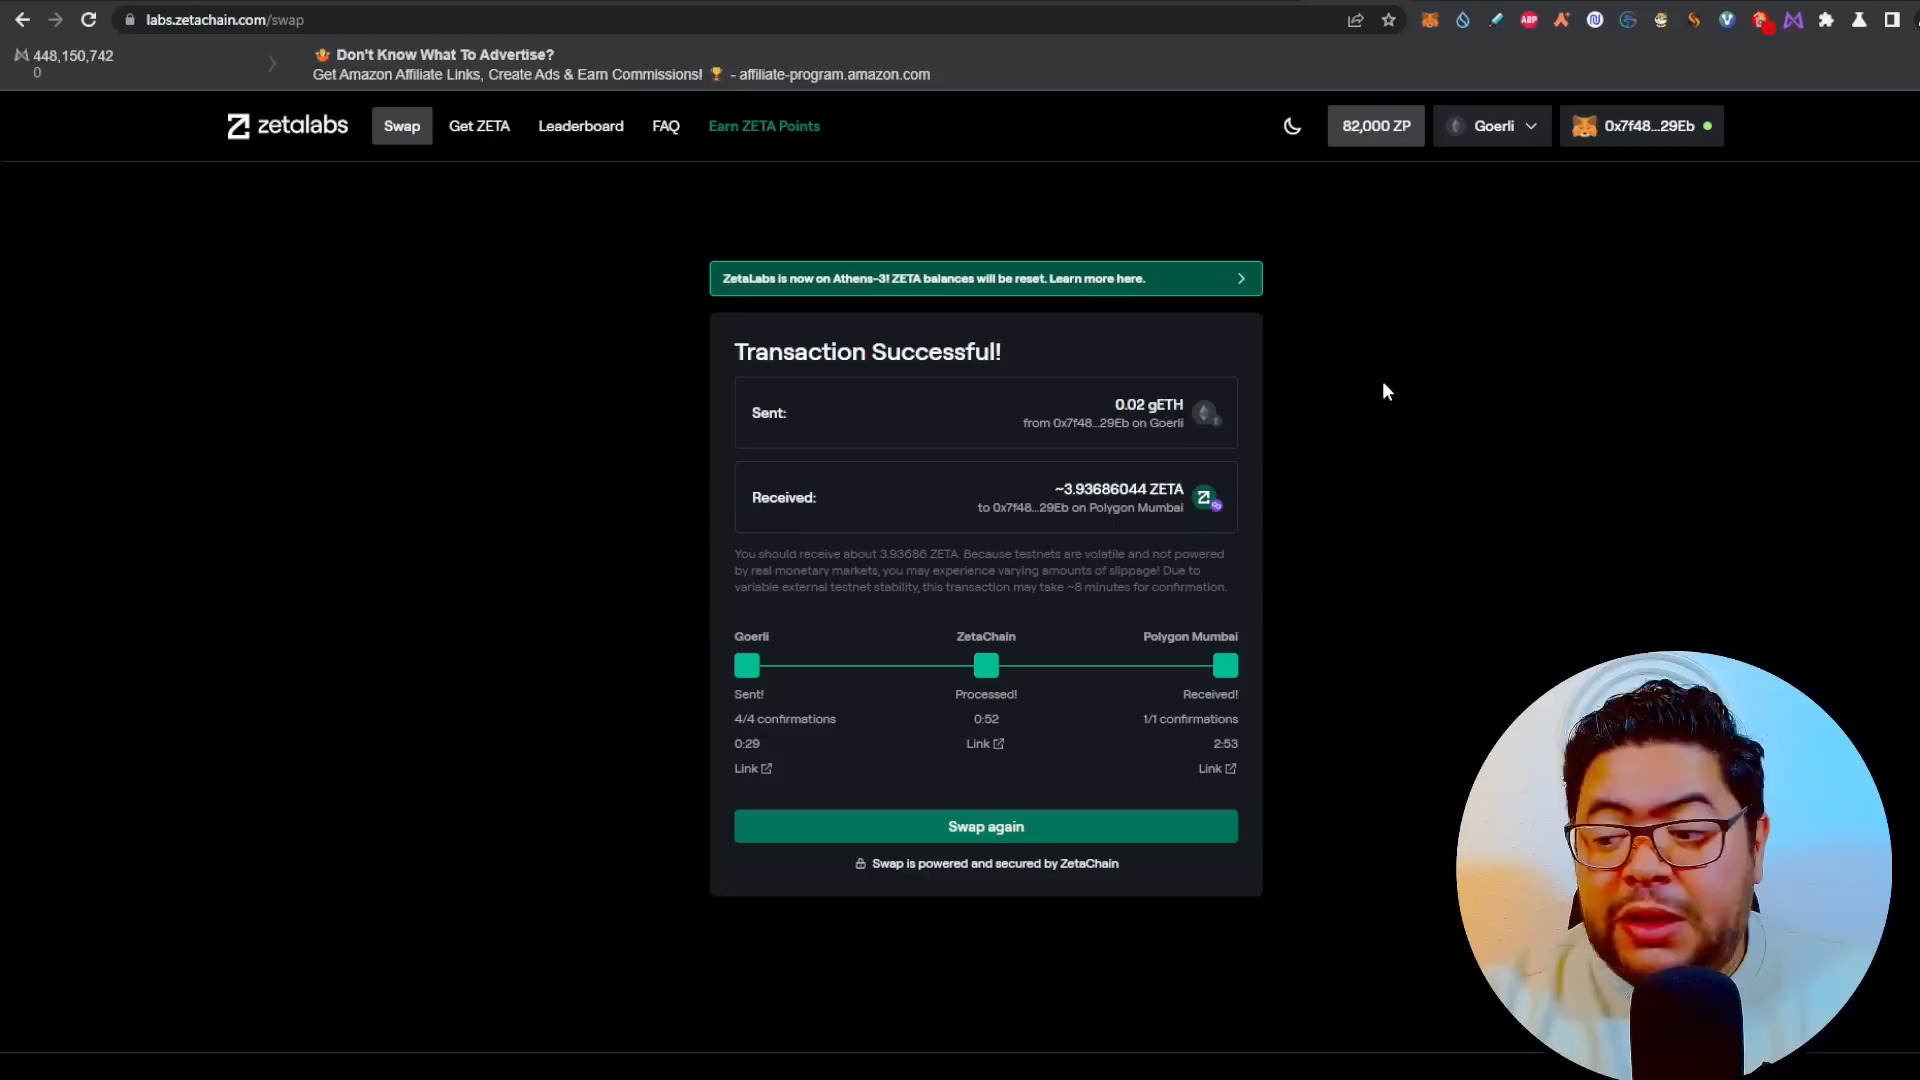 labs.zetachain.com/swap
ABP
448,150,742
0
Don't Know What To Advertise?
Get Amazon Affiliate Links, Create Ads & Earn Commissions! 🏆 - affiliate-program.amazon.com
zetalabs
Swap
Get ZETA
Leaderboard
FAQ
Earn ZETA Points
82,000 ZP
Goerli
0x7f48...29Eb
ZetaLabs is now on Athens-3! ZETA balances will be reset. Learn more here.
Transaction Successful!
Sent:
0.02 gETH
from 0x7f48...29Eb on Goerli
Received:
~3.93686044 ZETA
to 0x7f48...29Eb on Polygon Mumbai
You should receive about 3.93686 ZETA. Because testnets are volatile and not powered
by real monetary markets, you may experience varying amounts of slippage! Due to
variable external testnet stability, this transaction may take ~8 minutes for confirmation.
Goerli
ZetaChain
Polygon Mumbai
Sent!
Processed!
Received!
4/4 confirmations
0:52
1/1 confirmations
0:29
Link
2:53
Link
Link
Swap again
Swap is powered and secured by ZetaChain